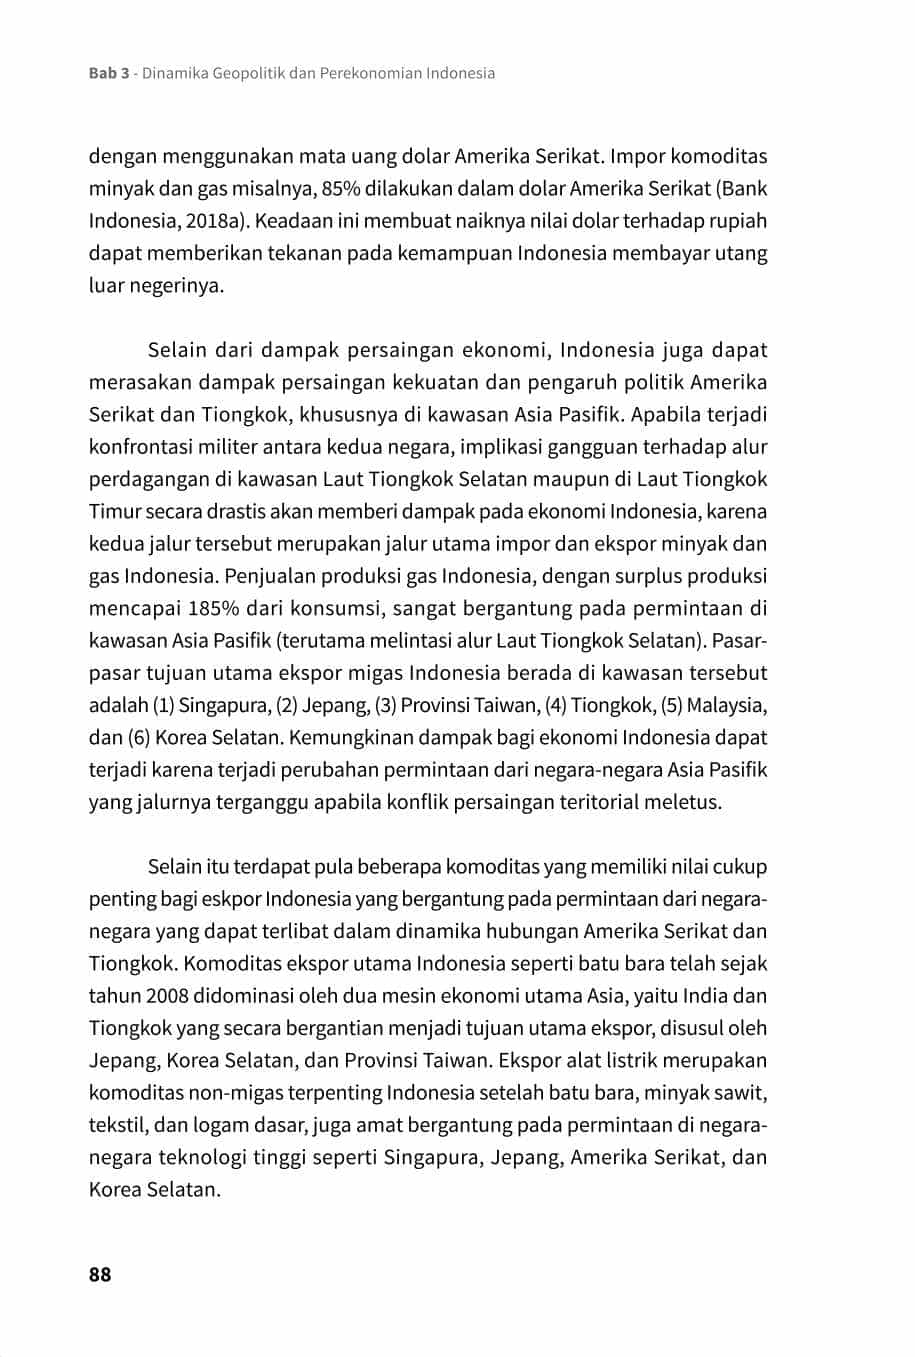 Bab 3 - Dinamika Geopolitik dan Perekonomian Indonesia
dengan menggunakan mata uang dolar Amerika Serikat. Impor komoditas
minyak dan gas misalnya, 85% dilakukan dalam dolar Amerika Serikat (Bank
Indonesia, 2018a). Keadaan ini membuat naiknya nilai dolar terhadap rupiah
dapat memberikan tekanan pada kemampuan Indonesia membayar utang
luar negerinya.
Selain dari dampak persaingan ekonomi, Indonesia juga dapat
merasakan dampak persaingan kekuatan dan pengaruh politik Amerika
Serikat dan Tiongkok, khususnya di kawasan Asia Pasifik. Apabila terjadi
konfrontasi militer antara kedua negara, implikasi gangguan terhadap alur
perdagangan di kawasan Laut Tiongkok Selatan maupun di Laut Tiongkok
Timur secara drastis akan memberi dampak pada ekonomi Indonesia, karena
kedua jalur tersebut merupakan jalur utama impor dan ekspor minyak dan
gas Indonesia. Penjualan produksi gas Indonesia, dengan surplus produksi
mencapai 185% dari konsumsi, sangat bergantung pada permintaan di
kawasan Asia Pasifik (terutama melintasi alur Laut Tiongkok Selatan). Pasar-
pasar tujuan utama ekspor migas Indonesia berada di kawasan tersebut
adalah (1) Singapura, (2) Jepang, (3) Provinsi Taiwan, (4) Tiongkok, (5) Malaysia,
dan (6) Korea Selatan. Kemungkinan dampak bagi ekonomi Indonesia dapat
terjadi karena terjadi perubahan permintaan dari negara-negara Asia Pasifik
yang jalurnya terganggu apabila konflik persaingan teritorial meletus.
Selain itu terdapat pula beberapa komoditas yang memiliki nilai cukup
penting bagi eskpor Indonesia yang bergantung pada permintaan dari negara-
negara yang dapat terlibat dalam dinamika hubungan Amerika Serikat dan
Tiongkok. Komoditas ekspor utama Indonesia seperti batu bara telah sejak
tahun 2008 didominasi oleh dua mesin ekonomi utama Asia, yaitu India dan
Tiongkok yang secara bergantian menjadi tujuan utama ekspor, disusul oleh
Jepang, Korea Selatan, dan Provinsi Taiwan. Ekspor alat listrik merupakan
komoditas non-migas terpenting Indonesia setelah batu bara, minyak sawit,
tekstil, dan logam dasar, juga amat bergantung pada permintaan di negara-
negara teknologi tinggi seperti Singapura, Jepang, Amerika Serikat, dan
Korea Selatan.
88